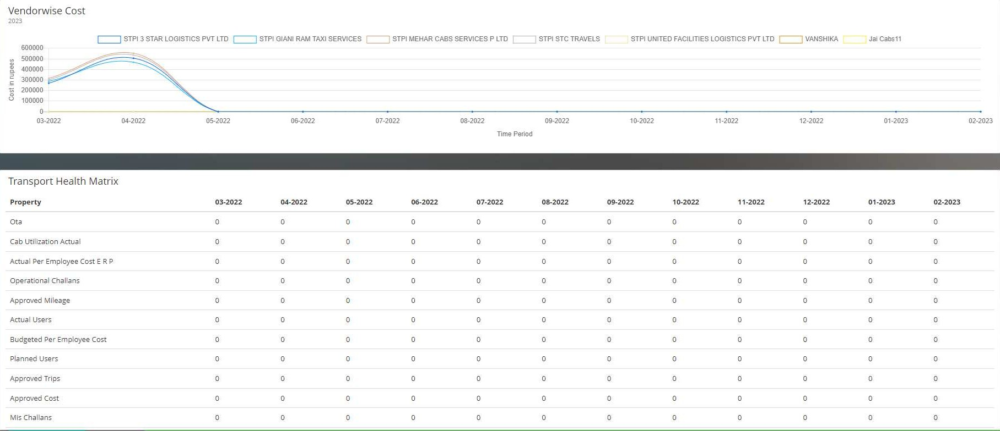 Vendorwise Cost
2023
STPI 3 STAR LOGISTICS PVT LTD STPI GIANI RAM TAXI SERVICES STPI MEHAR CABS SERVICES P LTD STPI STC TRAVELS STPI UNITED FACILITIES LOGISTICS PVT LTD VANSHIKA Jai Cabs11
600000
500000
400000
300000
200000
100000
0
Cost in rupees
03-2022 04-2022 05-2022 06-2022 07-2022 08-2022 09-2022 10-2022 11-2022 12-2022 01-2023 02-2023
Time Period
Transport Health Matrix
Property 03-2022 04-2022 05-2022 06-2022 07-2022 08-2022 09-2022 10-2022 11-2022 12-2022 01-2023 02-2023
Ota 0 0 0 0 0 0 0 0 0 0 0 0
Cab Utilization Actual 0 0 0 0 0 0 0 0 0 0 0 0
Actual Per Employee Cost E R P 0 0 0 0 0 0 0 0 0 0 0 0
Operational Challans 0 0 0 0 0 0 0 0 0 0 0 0
Approved Mileage 0 0 0 0 0 0 0 0 0 0 0 0
Actual Users 0 0 0 0 0 0 0 0 0 0 0 0
Budgeted Per Employee Cost 0 0 0 0 0 0 0 0 0 0 0 0
Planned Users 0 0 0 0 0 0 0 0 0 0 0 0
Approved Trips 0 0 0 0 0 0 0 0 0 0 0 0
Approved Cost 0 0 0 0 0 0 0 0 0 0 0 0
Mis Challans 0 0 0 0 0 0 0 0 0 0 0 0